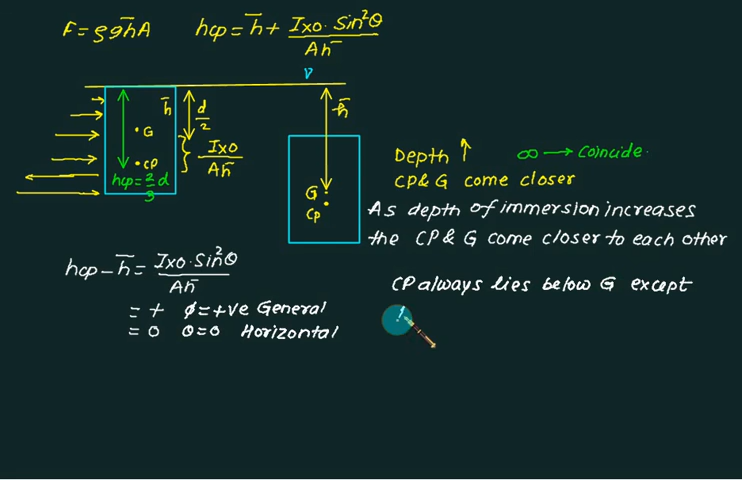 F = ρgh̄A
hcp = h̄ + Ixo. Sin²θ / Ah̄
h̄
d/2
G
CP
hcp = 2/3 d
} Ixo / Ah̄
h̄
G
CP
Depth ↑
∞ → Coincide.
CP & G come closer
As depth of immersion increases
the CP & G come closer to each other
hcp - h̄ = Ixo. Sin²θ / Ah̄
= + θ = +ve General
= 0 θ = 0 Horizontal
CP always lies below G except